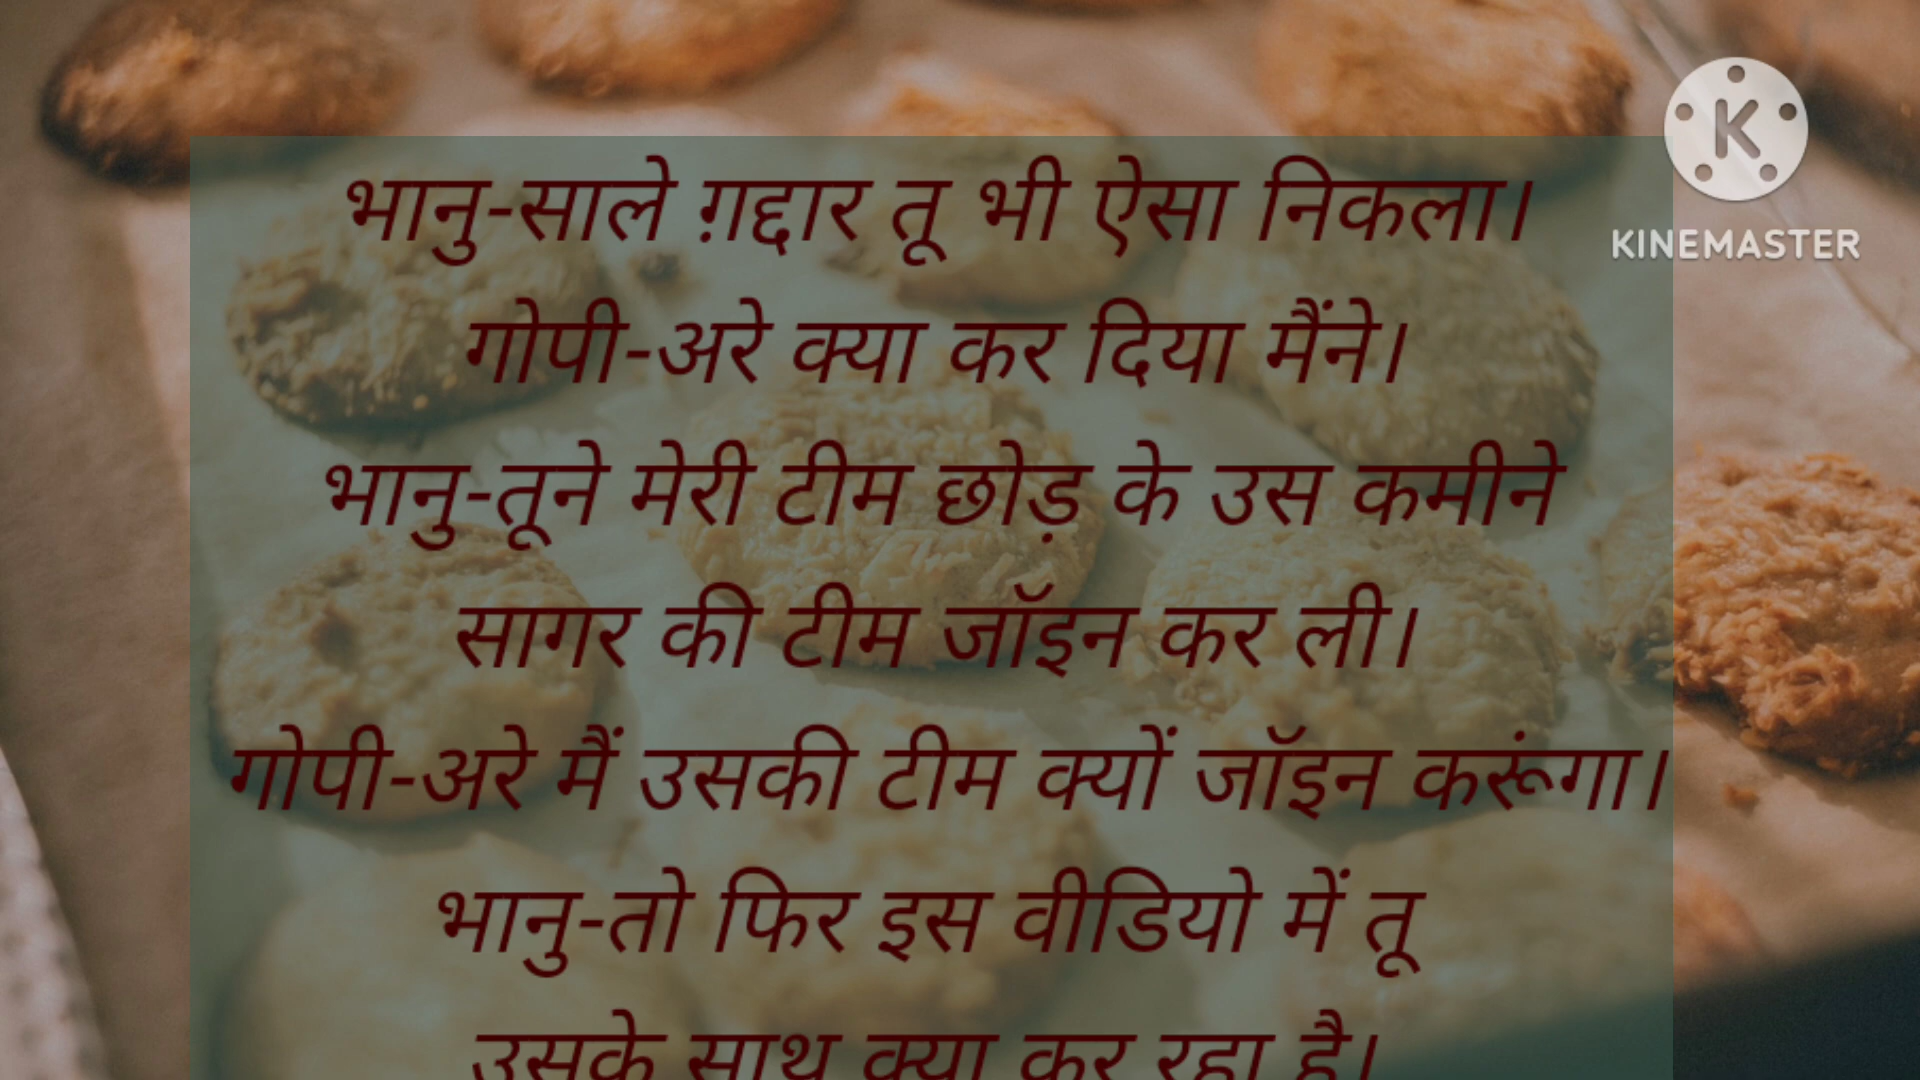 भानु-साले ग़द्दार तू भी ऐसा निकला।
KINEMASTER
गोपी-अरे क्या कर दिया मैंने।
भानु-तूने मेरी टीम छोड़ के उस कमीने
सागर की टीम जॉइन कर ली।
गोपी-अरे मैं उसकी टीम क्यों जॉइन करूंगा।
भानु-तो फिर इस वीडियो में तू
उसके साथ क्या कर रहा है।